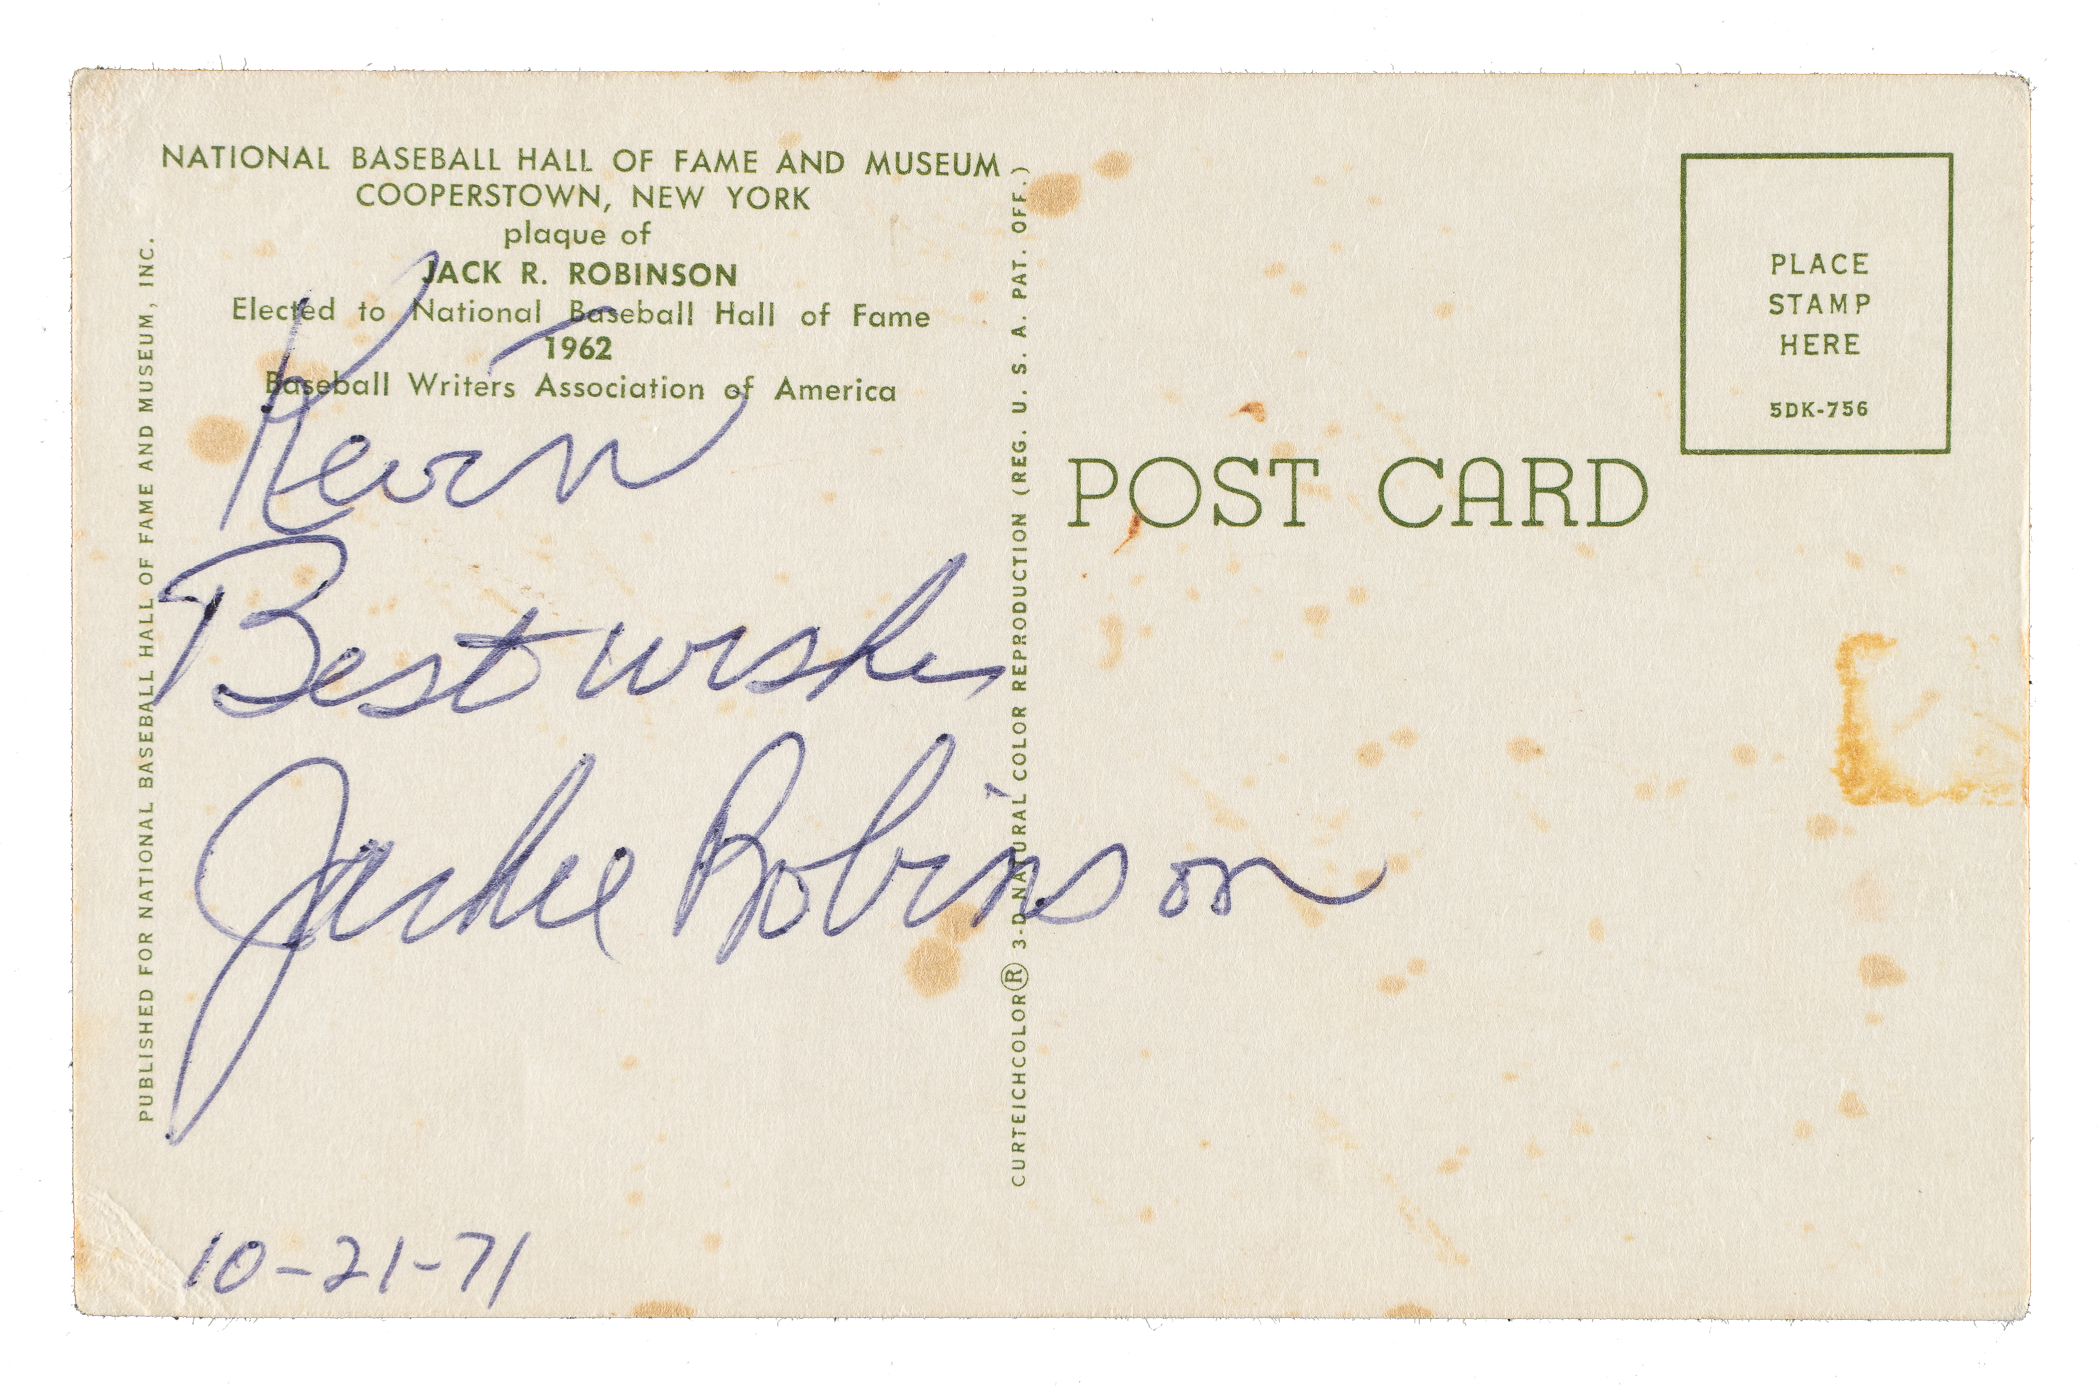 NATIONAL BASEBALL HALL OF FAME AND MUSEUM
COOPERSTOWN, NEW YORK
plaque of
JACK R. ROBINSON
Elected to National Baseball Hall of Fame
1962
Baseball Writers Association of America
Kevin
Best wishes
Jackie Robinson
10-21-71
PUBLISHED FOR NATIONAL BASEBALL HALL OF FAME AND MUSEUM, INC.
CURTEICHCOLOR® 3-D NATURAL COLOR REPRODUCTION (REG. U. S. A. PAT. OFF.)
POST CARD
PLACE
STAMP
HERE
5DK-756